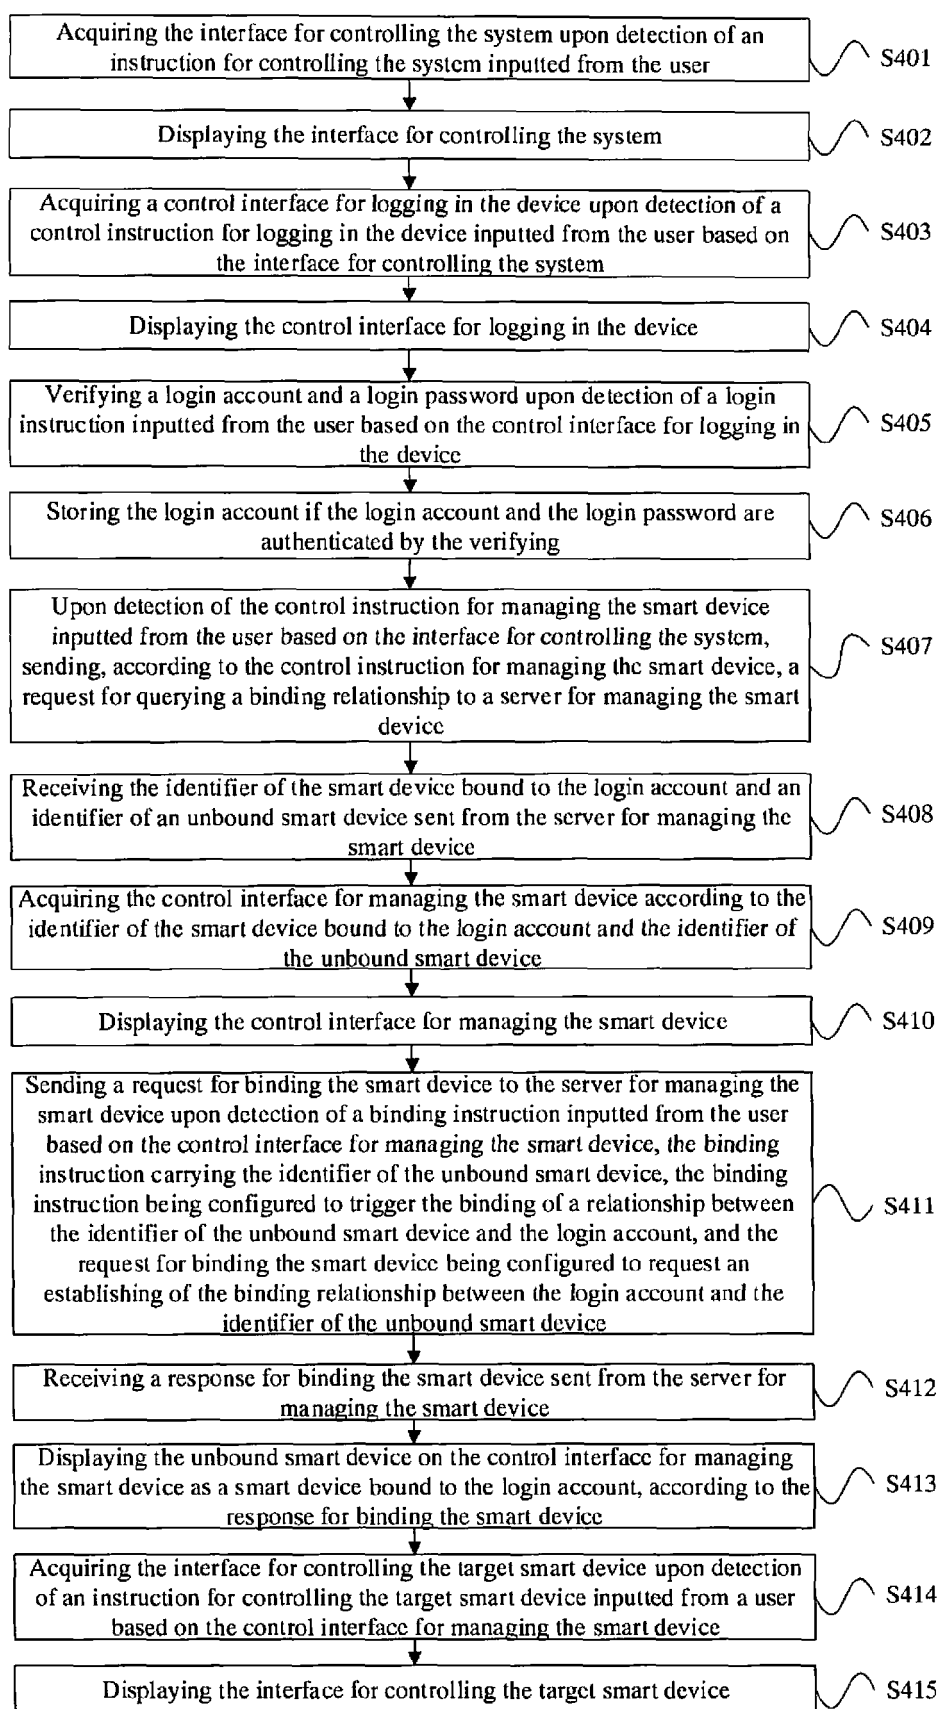 Acquiring the interface for controlling the system upon detection of an
instruction for controlling the system inputted from the user
S401
Displaying the interface for controlling the system
S402
Acquiring a control interface for logging in the device upon detection of a
control instruction for logging in the device inputted from the user based on
the interface for controlling the system
S403
Displaying the control interface for logging in the device
S404
Verifying a login account and a login password upon detection of a login
instruction inputted from the user based on the control interface for logging in
the device
S405
Storing the login account if the login account and the login password are
authenticated by the verifying
S406
Upon detection of the control instruction for managing the smart device
inputted from the user based on the interface for controlling the system,
sending, according to the control instruction for managing the smart device, a
request for querying a binding relationship to a server for managing the smart
device
S407
Receiving the identifier of the smart device bound to the login account and an
identifier of an unbound smart device sent from the server for managing the
smart device
S408
Acquiring the control interface for managing the smart device according to the
identifier of the smart device bound to the login account and the identifier of
the unbound smart device
S409
Displaying the control interface for managing the smart device
S410
Sending a request for binding the smart device to the server for managing the
smart device upon detection of a binding instruction inputted from the user
based on the control interface for managing the smart device, the binding
instruction carrying the identifier of the unbound smart device, the binding
instruction being configured to trigger the binding of a relationship between
the identifier of the unbound smart device and the login account, and the
request for binding the smart device being configured to request an
establishing of the binding relationship between the login account and the
identifier of the unbound smart device
S411
Receiving a response for binding the smart device sent from the server for
managing the smart device
S412
Displaying the unbound smart device on the control interface for managing
the smart device as a smart device bound to the login account, according to the
response for binding the smart device
S413
Acquiring the interface for controlling the target smart device upon detection
of an instruction for controlling the target smart device inputted from a user
based on the control interface for managing the smart device
S414
Displaying the interface for controlling the target smart device
S415